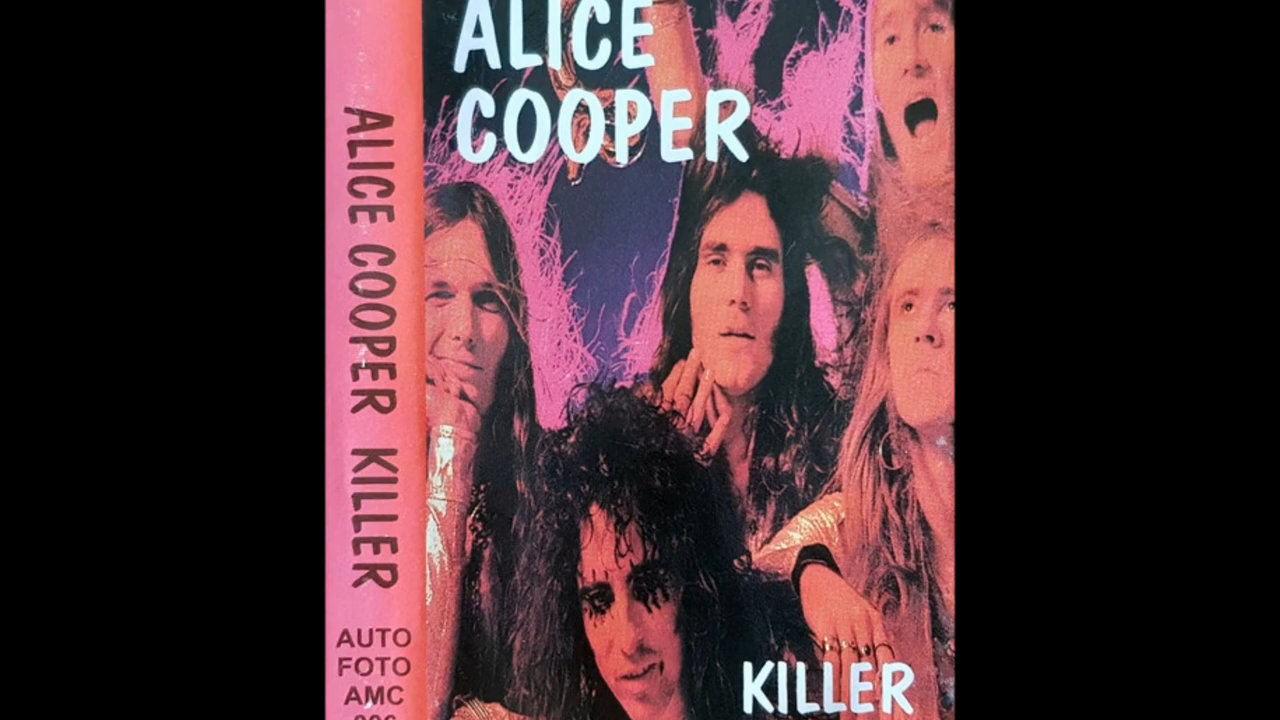 ALICE
COOPER
KILLER
ALICE COOPER KILLER
AUTO
FOTO
AMC